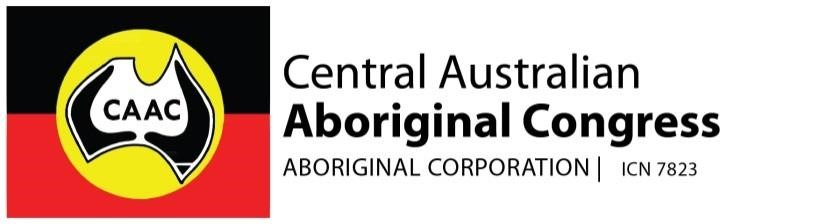 CAAC
Central Australian
Aboriginal Congress
ABORIGINAL CORPORATION | ICN 7823